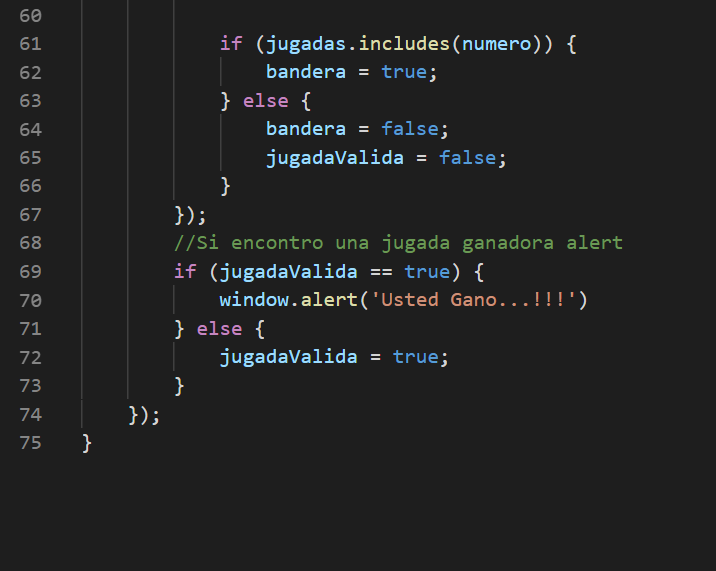 60
61 if (jugadas.includes(numero)) {
62 bandera = true;
63 } else {
64 bandera = false;
65 jugadaValida = false;
66 }
67 });
68 //Si encontro una jugada ganadora alert
69 if (jugadaValida == true) {
70 window.alert('Usted Gano...!!!')
71 } else {
72 jugadaValida = true;
73 }
74 });
75 }